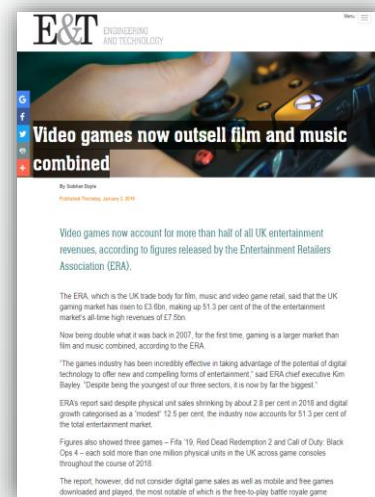 E&T ENGINEERING
AND TECHNOLOGY
Menu
Video games now outsell film and music
combined
By Siobhan Doyle
Published Thursday, January 3, 2019
Video games now account for more than half of all UK entertainment
revenues, according to figures released by the Entertainment Retailers
Association (ERA).
The ERA, which is the UK trade body for film, music and video game retail, said that the UK
gaming market has risen to £3.6bn, making up 51.3 per cent of the of the entertainment
market's all-time high revenues of £7.5bn.
Now being double what it was back in 2007, for the first time, gaming is a larger market than
film and music combined, according to the ERA.
"The games industry has been incredibly effective in taking advantage of the potential of digital
technology to offer new and compelling forms of entertainment," said ERA chief executive Kim
Bayley. "Despite being the youngest of our three sectors, it is now by far the biggest."
ERA's report said despite physical unit sales shrinking by about 2.8 per cent in 2018 and digital
growth categorised as a "modest" 12.5 per cent, the industry now accounts for 51.3 per cent of
the total entertainment market.
Figures also showed three games – Fifa '19, Red Dead Redemption 2 and Call of Duty: Black
Ops 4 – each sold more than one million physical units in the UK across game consoles
throughout the course of 2018.
The report, however, did not consider digital game sales as well as mobile and free games
downloaded and played, the most notable of which is the free-to-play battle royale game